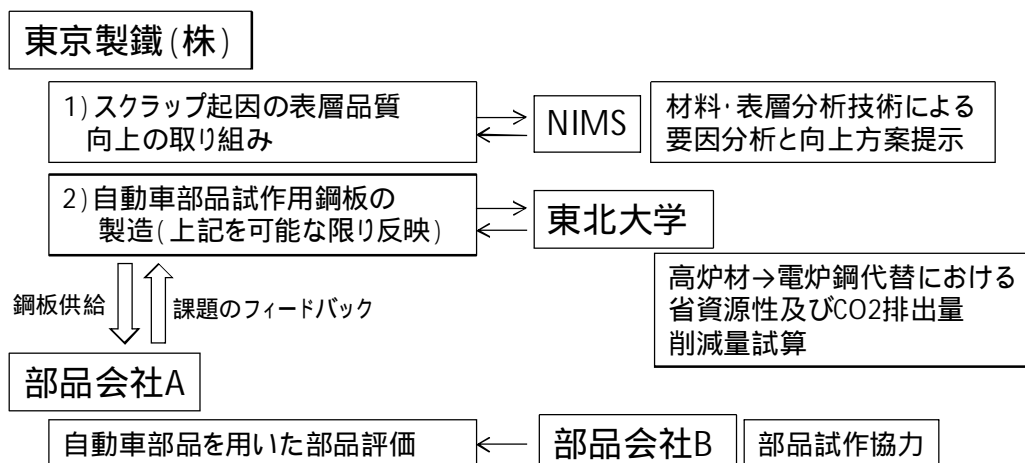 東京製鐵(株)
1)スクラップ起因の表層品質
向上の取り組み
NIMS
材料・表層分析技術による
要因分析と向上方案提示
2)自動車部品試作用鋼板の
製造(上記を可能な限り反映)
東北大学
高炉材→電炉鋼代替における
省資源性及びCO2排出量
削減量試算
鋼板供給
課題のフィードバック
部品会社A
自動車部品を用いた部品評価
部品会社B
部品試作協力